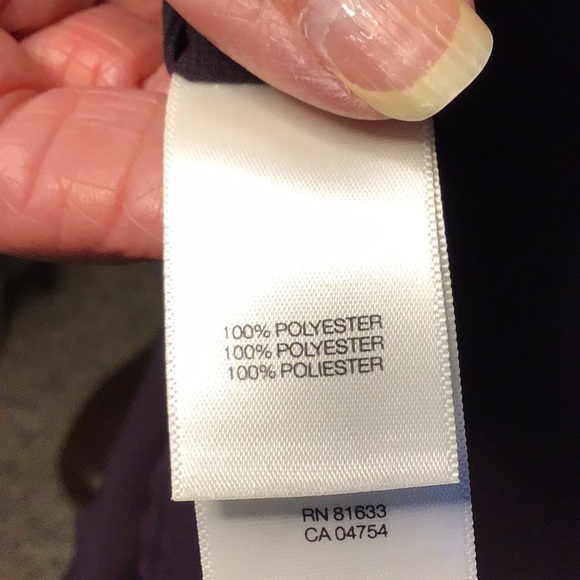 100% POLYESTER
100% POLYESTER
100% POLIESTER
RN 81633
CA 04754